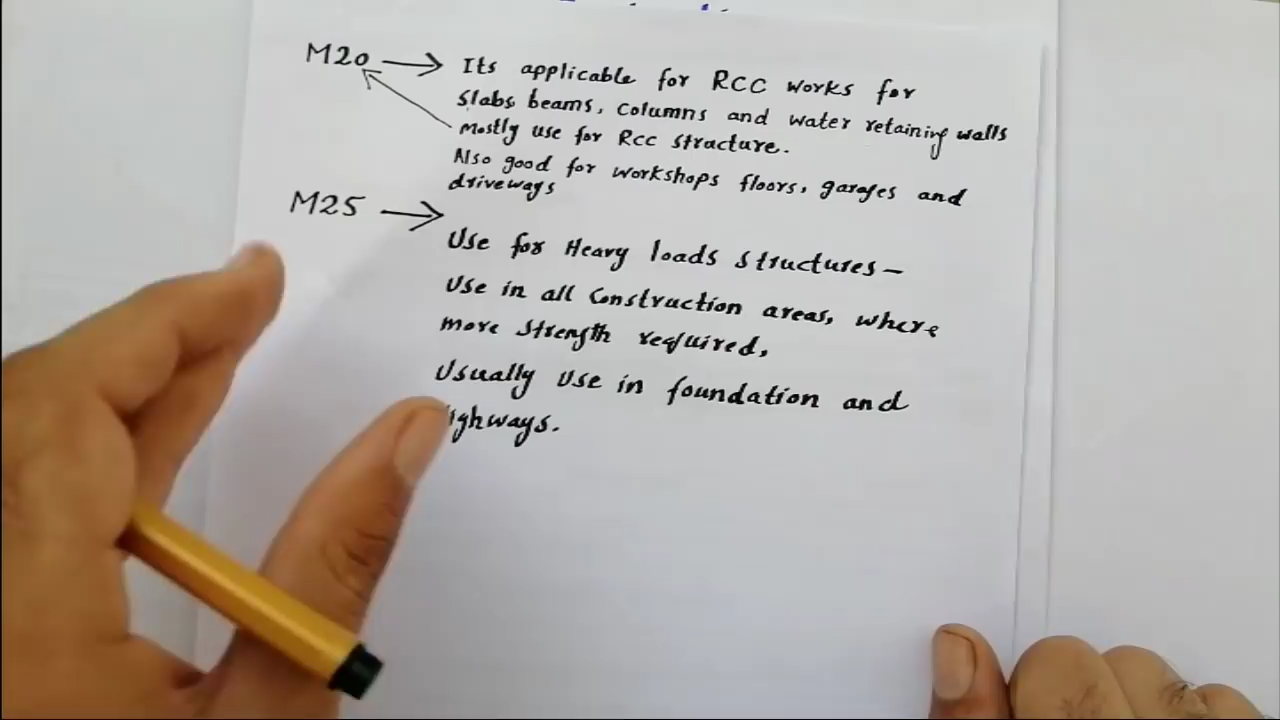 M20 → Its applicable for RCC works for
slabs beams, columns and water retaining walls
mostly use for Rcc structure.
Also good for workshops floors, garages and
driveways
M25 →
Use for Heavy loads structures-
Use in all Construction areas, where
more strength required,
Usually use in foundation and
ighways.